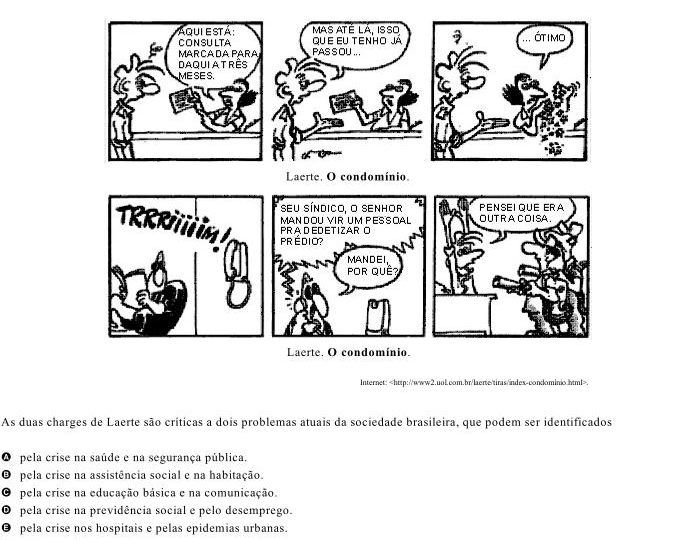 AQUI ESTÁ:
CONSULTA
MARCADA PARA
DAQUI A TRÊS
MESES.
MAS ATÉ LÁ, ISSO
QUE EU TENHO JÁ
PASSOU...
... ÓTIMO
Laerte. O condomínio.
TRRRiiiiiiM!
SEU SÍNDICO, O SENHOR
MANDOU VIR UM PESSOAL
PRA DEDETIZAR O
PRÉDIO?
MANDEI,
POR QUÊ?
PENSEI QUE ERA
OUTRA COISA.
Laerte. O condomínio.
Internet: <http://www2.uol.com.br/laerte/tiras/index-condomínio.html>.
As duas charges de Laerte são críticas a dois problemas atuais da sociedade brasileira, que podem ser identificados
A pela crise na saúde e na segurança pública.
B pela crise na assistência social e na habitação.
C pela crise na educação básica e na comunicação.
D pela crise na previdência social e pelo desemprego.
E pela crise nos hospitais e pelas epidemias urbanas.